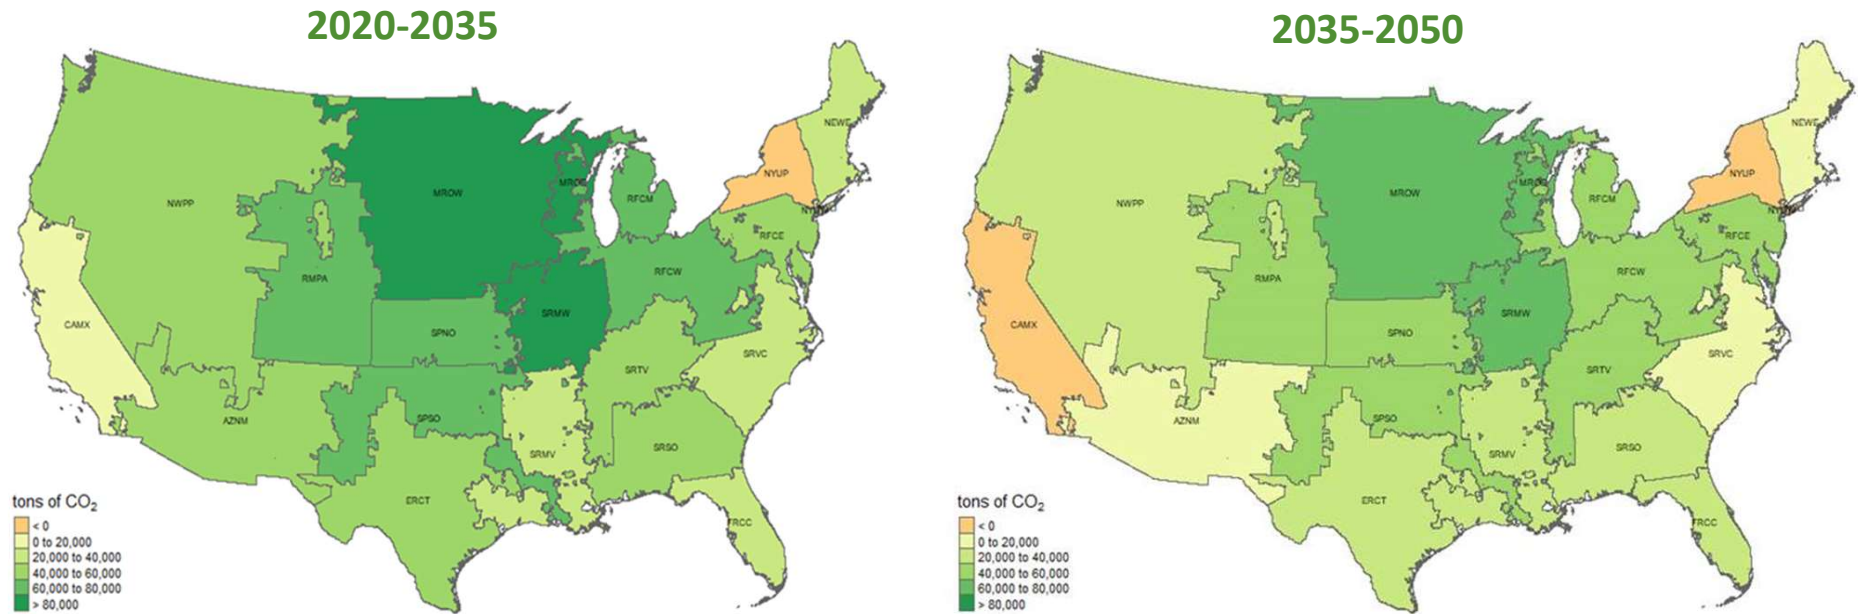 2020-2035
NEWE
NYUP
MROW
MROE
RFCM
NWPP
RFCE
RFCW
RMPA
SRMW
CAMX
SPNO
SRVC
SRTV
AZNM
SPSO
SRSO
SRMV
ERCT
FRCC
tons of CO₂
< 0
0 to 20,000
20,000 to 40,000
40,000 to 60,000
60,000 to 80,000
> 80,000
2035-2050
NEWE
NYUP
MROW
MROE
RFCM
NWPP
RFCE
RFCW
RMPA
SRMW
CAMX
SPNO
SRVC
SRTV
AZNM
SPSO
SRSO
SRMV
ERCT
FRCC
tons of CO₂
< 0
0 to 20,000
20,000 to 40,000
40,000 to 60,000
60,000 to 80,000
> 80,000